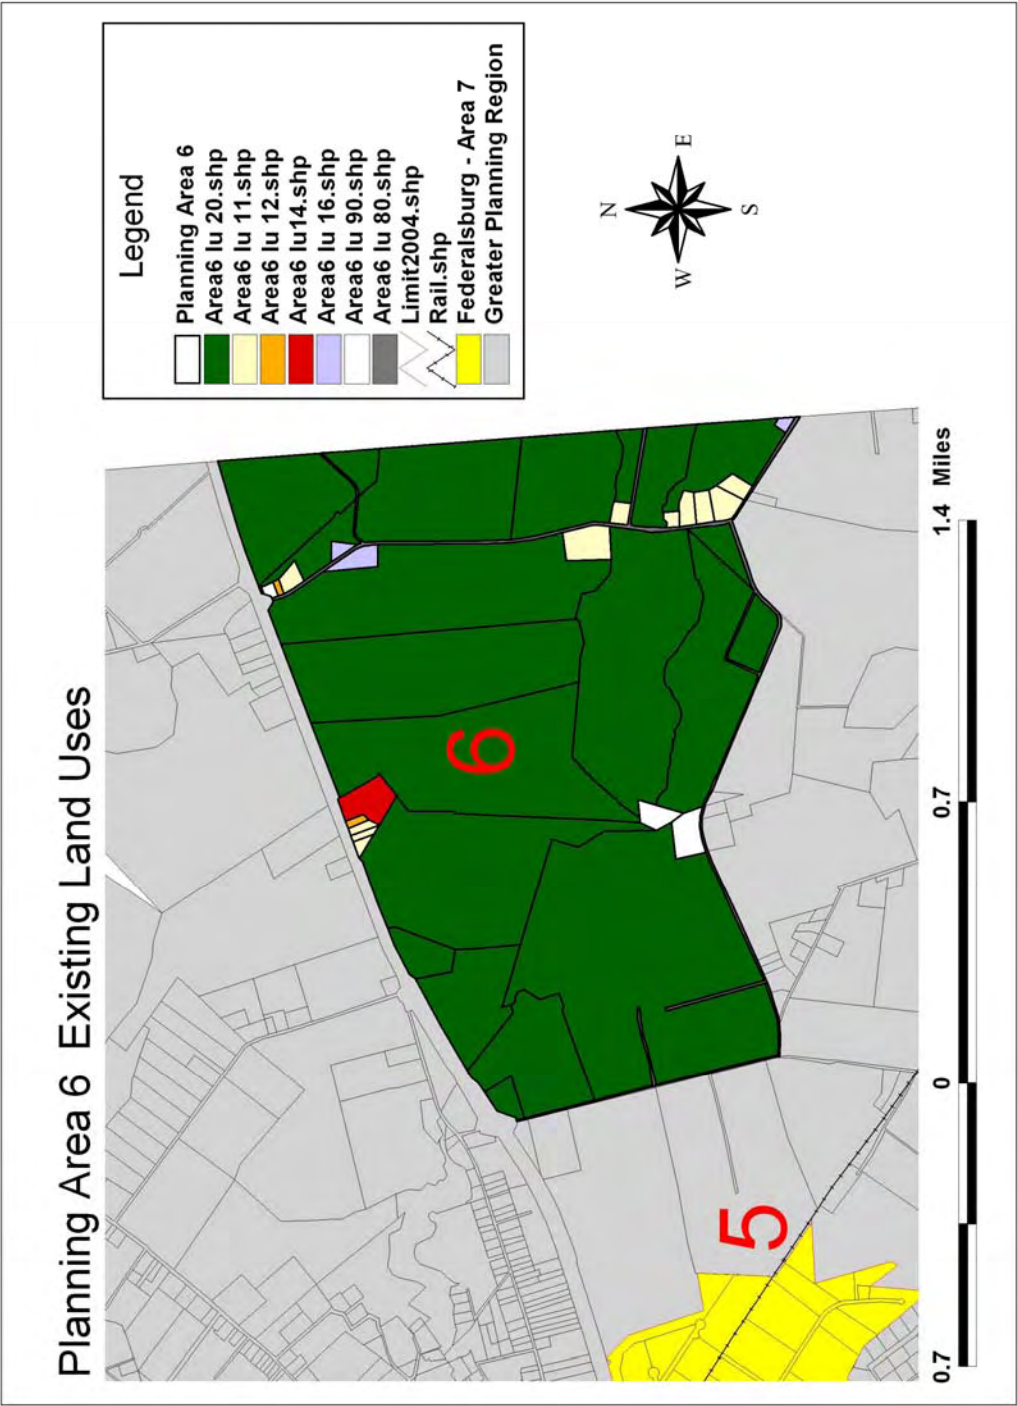 Planning Area 6 Existing Land Uses
Legend
Planning Area 6
Area6 lu 20.shp
Area6 lu 11.shp
Area6 lu 12.shp
Area6 lu14.shp
Area6 lu 16.shp
Area6 lu 90.shp
Area6 lu 80.shp
Limit2004.shp
Rail.shp
Federalsburg - Area 7
Greater Planning Region
6
5
N
W E
S
0.7 0 0.7 1.4 Miles